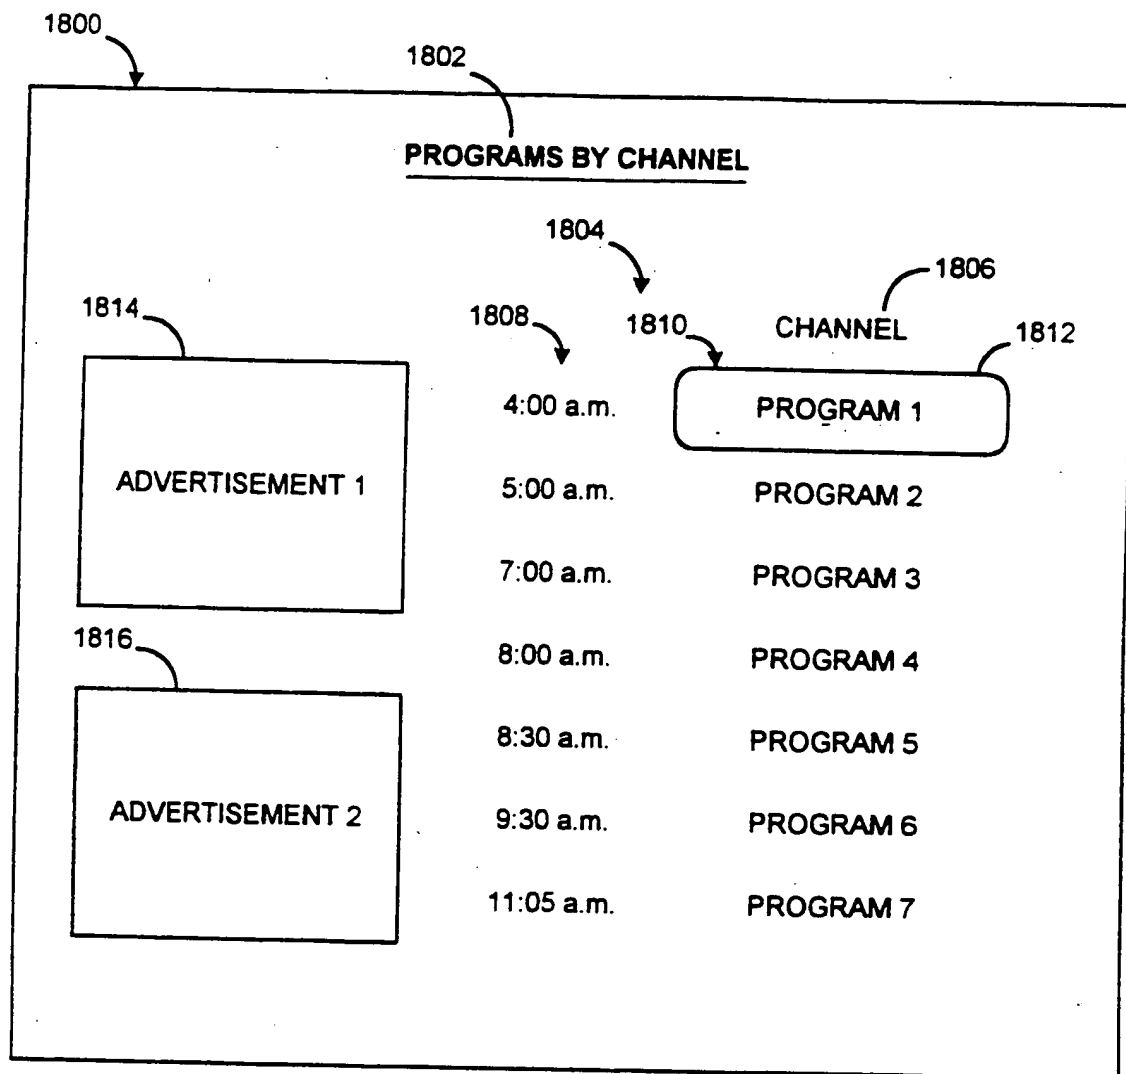 1800
1802
PROGRAMS BY CHANNEL
1804
1806
1814
1808
1810
CHANNEL
1812
4:00 a.m. PROGRAM 1
ADVERTISEMENT 1
5:00 a.m. PROGRAM 2
7:00 a.m. PROGRAM 3
1816
8:00 a.m. PROGRAM 4
8:30 a.m. PROGRAM 5
ADVERTISEMENT 2
9:30 a.m. PROGRAM 6
11:05 a.m. PROGRAM 7